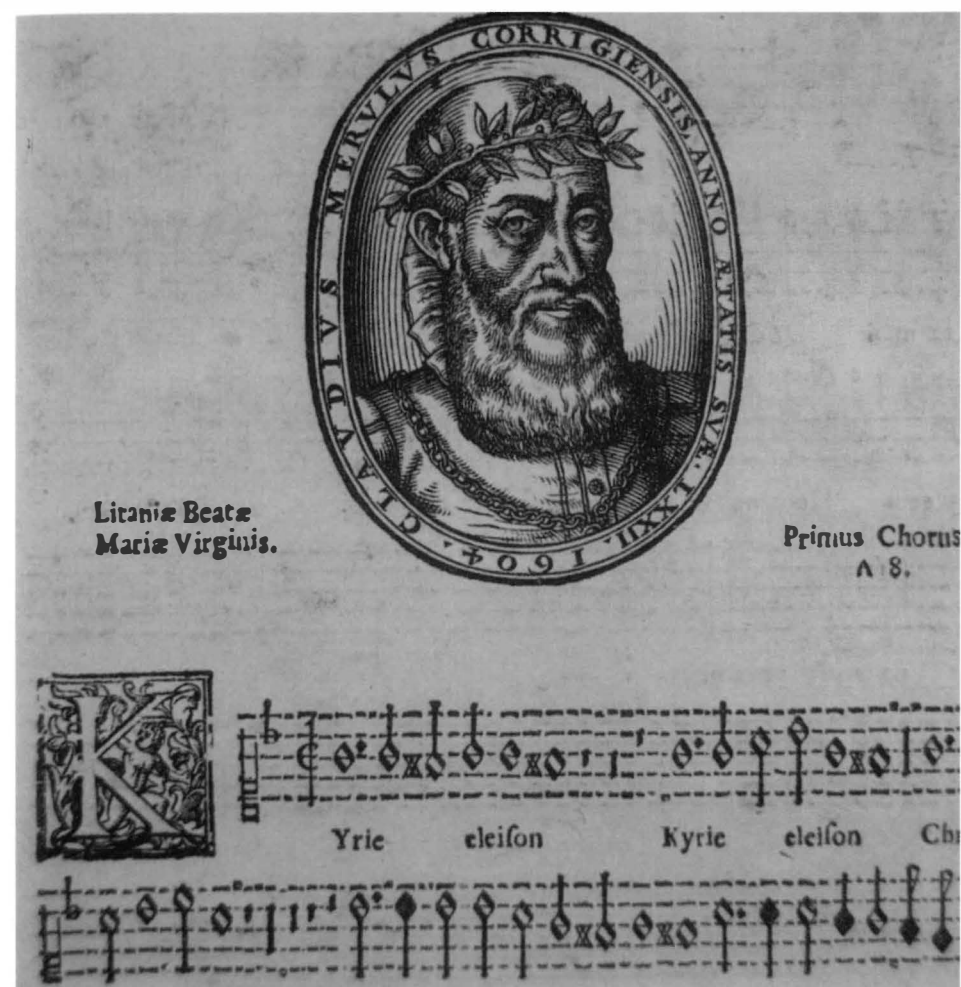 CLAVDIVS MERVLVS CORRIGIENSIS. ANNO ÆTATIS SVÆ. LXXII. 1604.
Litaniæ Beatæ
Mariæ Virginis.
Primus Chorus
A 8.
K
Yrie eleiſon Kyrie eleiſon Chr